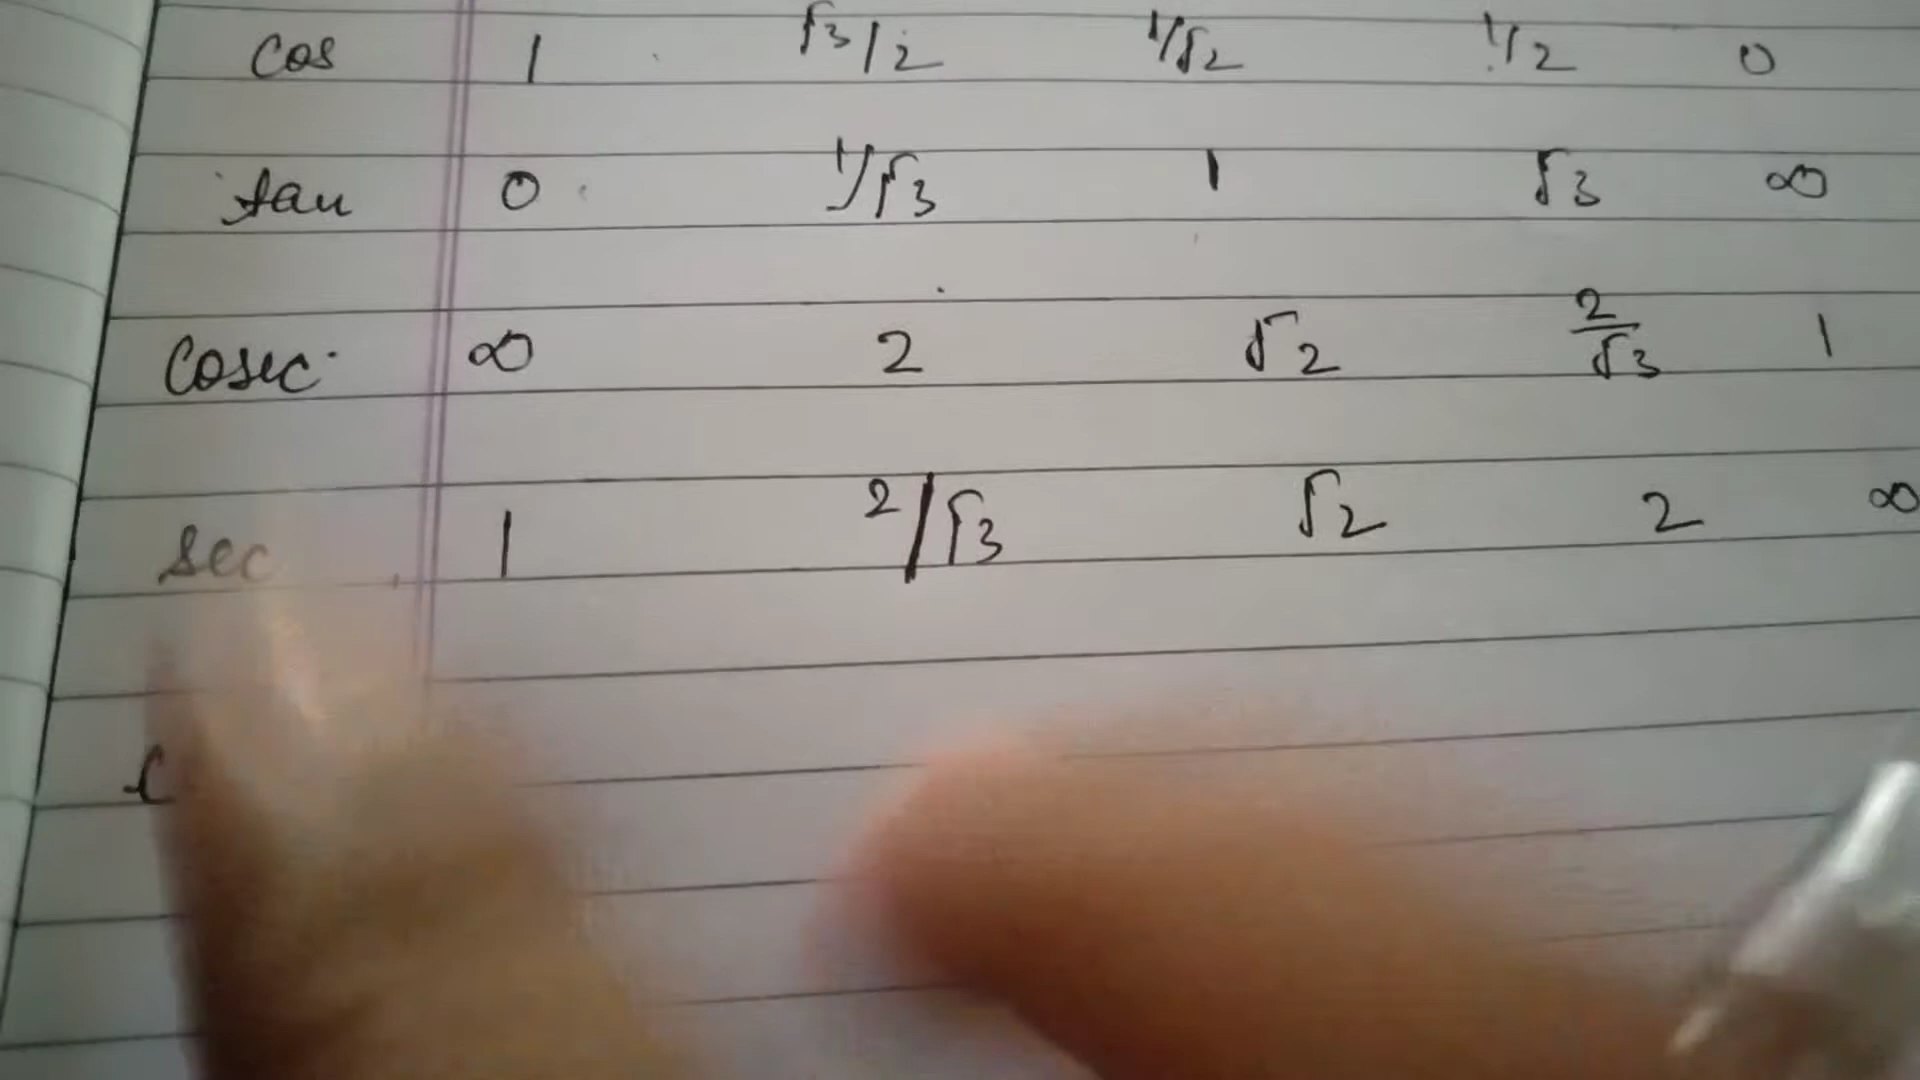 cos 1 √3/2 1/√2 1/2 0
tan 0 1/√3 1 √3 ∞
Cosec ∞ 2 √2 2/√3 1
sec 1 2/√3 √2 2 ∞